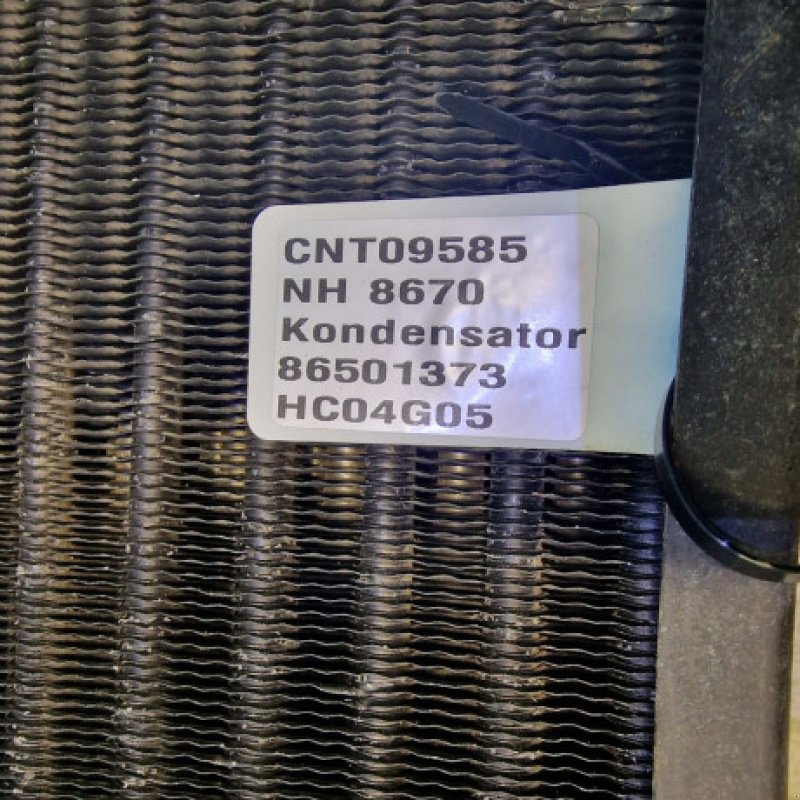 CNT09585
NH 8670
Kondensator
86501373
HC04G05